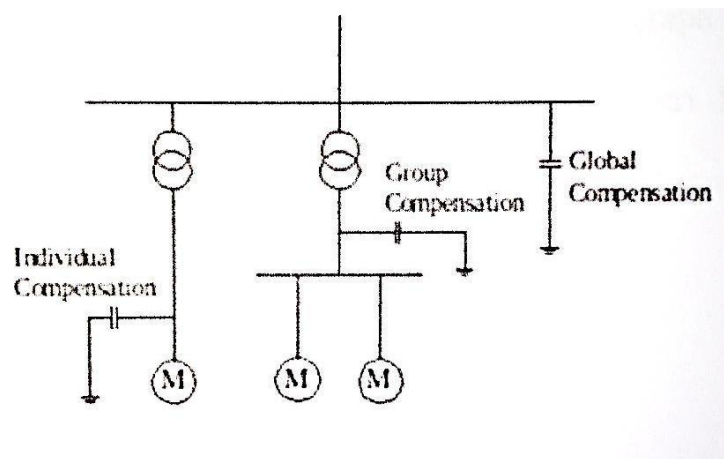 Group
Compensation
Global
Compensation
Individual
Compensation
M
M
M